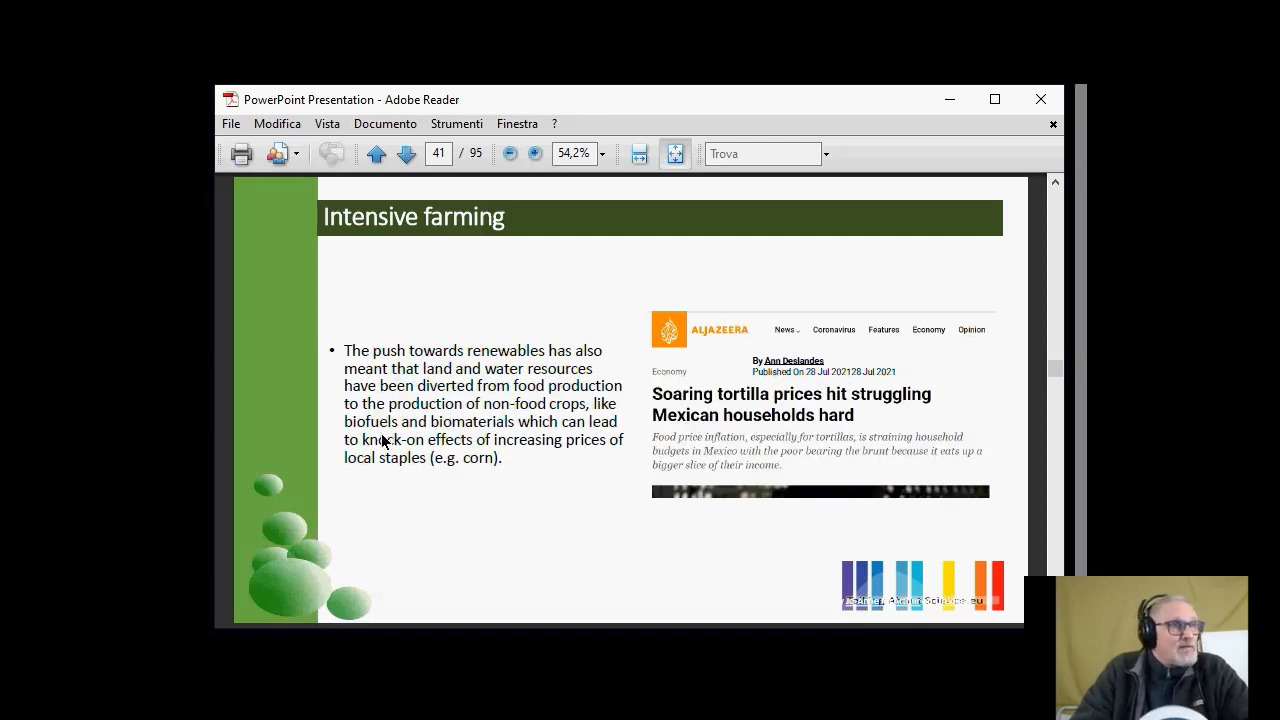 PowerPoint Presentation - Adobe Reader
File Modifica Vista Documento Strumenti Finestra ?
41 / 95 54,2% Trova
Intensive farming
• The push towards renewables has also
meant that land and water resources
have been diverted from food production
to the production of non-food crops, like
biofuels and biomaterials which can lead
to knock-on effects of increasing prices of
local staples (e.g. corn).
ALJAZEERA News Coronavirus Features Economy Opinion
By Ann Deslandes
Economy Published On 28 Jul 202128 Jul 2021
Soaring tortilla prices hit struggling
Mexican households hard
Food price inflation, especially for tortillas, is straining household
budgets in Mexico with the poor bearing the brunt because it eats up a
bigger slice of their income.